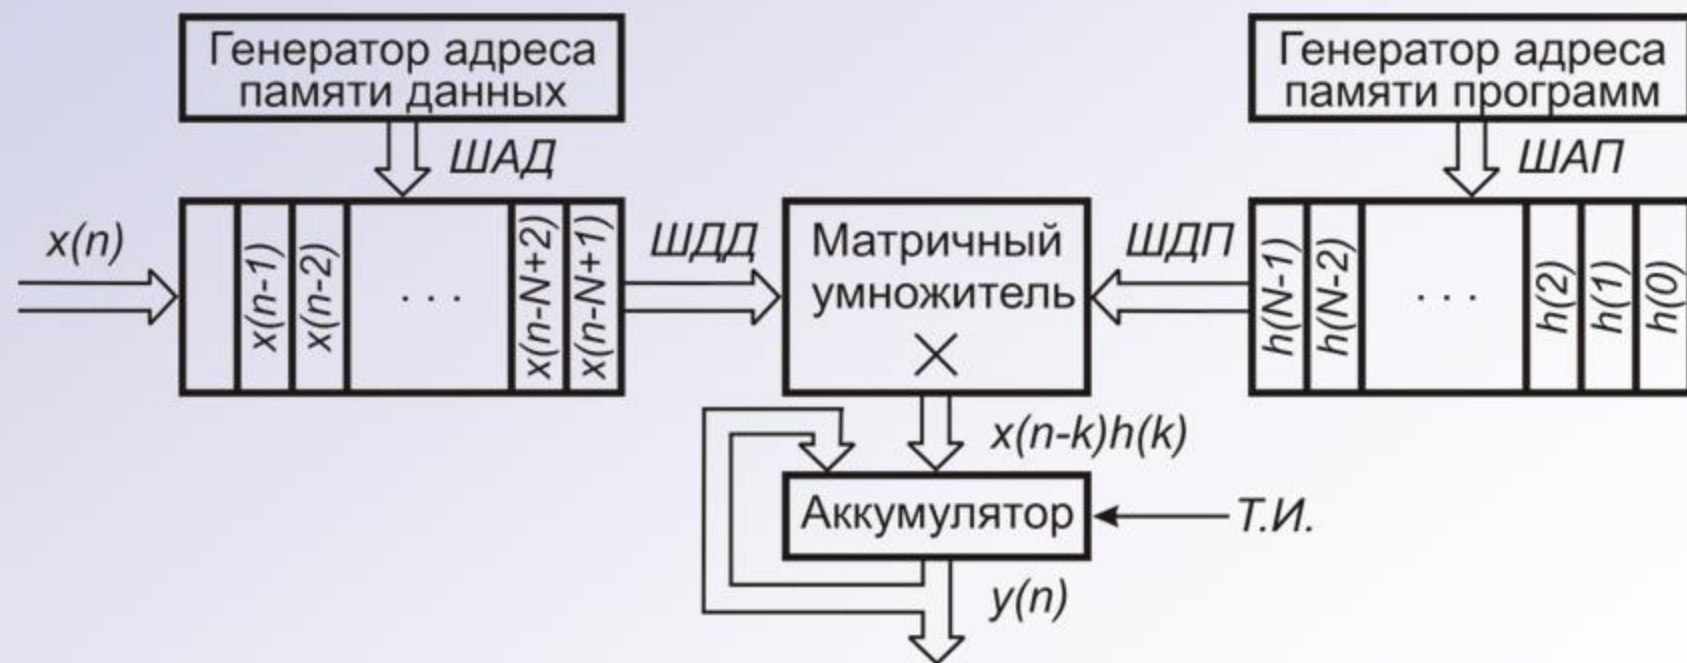 Генератор адреса
памяти данных
Генератор адреса
памяти программ
ШАД
ШАП
x(n)
x(n-1)
x(n-2)
. . .
x(n-N+2)
x(n-N+1)
ШДД
Матричный
умножитель
×
ШДП
h(N-1)
h(N-2)
. . .
h(2)
h(1)
h(0)
x(n-k)h(k)
Аккумулятор
Т.И.
y(n)